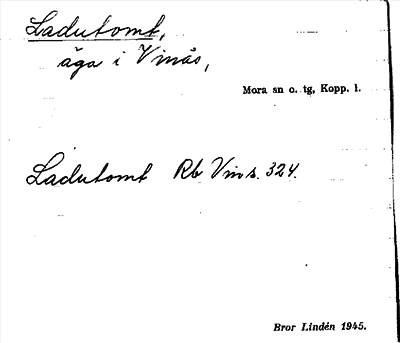 Ladutomt,
äga i Vinäs,
Mora sn o. tg, Kopp. l.
Ladutomt Rb Vin s. 324.
Bror Lindén 1945.